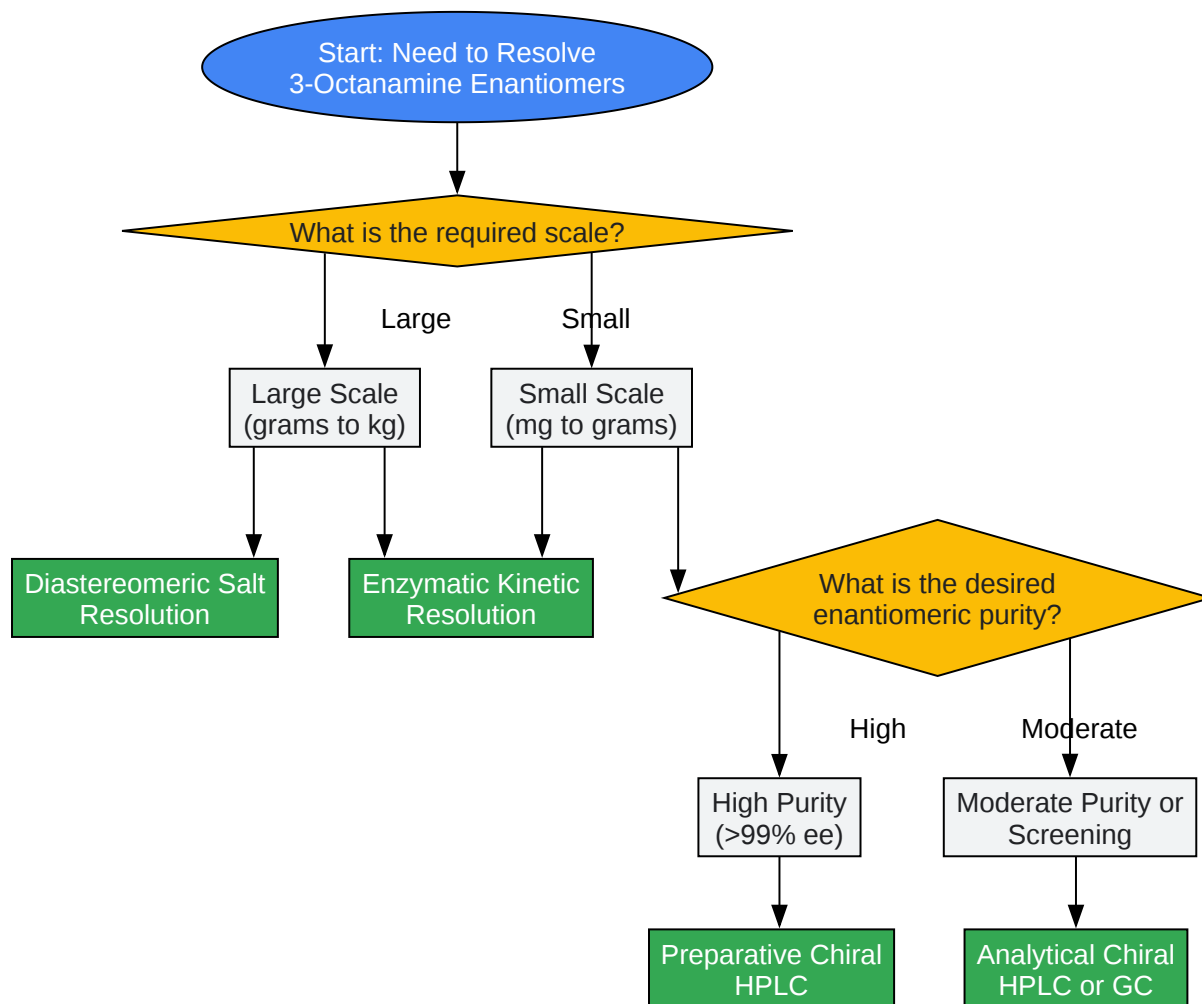 Start: Need to Resolve
3-Octanamine Enantiomers
What is the required scale?
Large
Small
Large Scale
(grams to kg)
Small Scale
(mg to grams)
Diastereomeric Salt
Resolution
Enzymatic Kinetic
Resolution
What is the desired
enantiomeric purity?
High
Moderate
High Purity
(>99% ee)
Moderate Purity or
Screening
Preparative Chiral
HPLC
Analytical Chiral
HPLC or GC